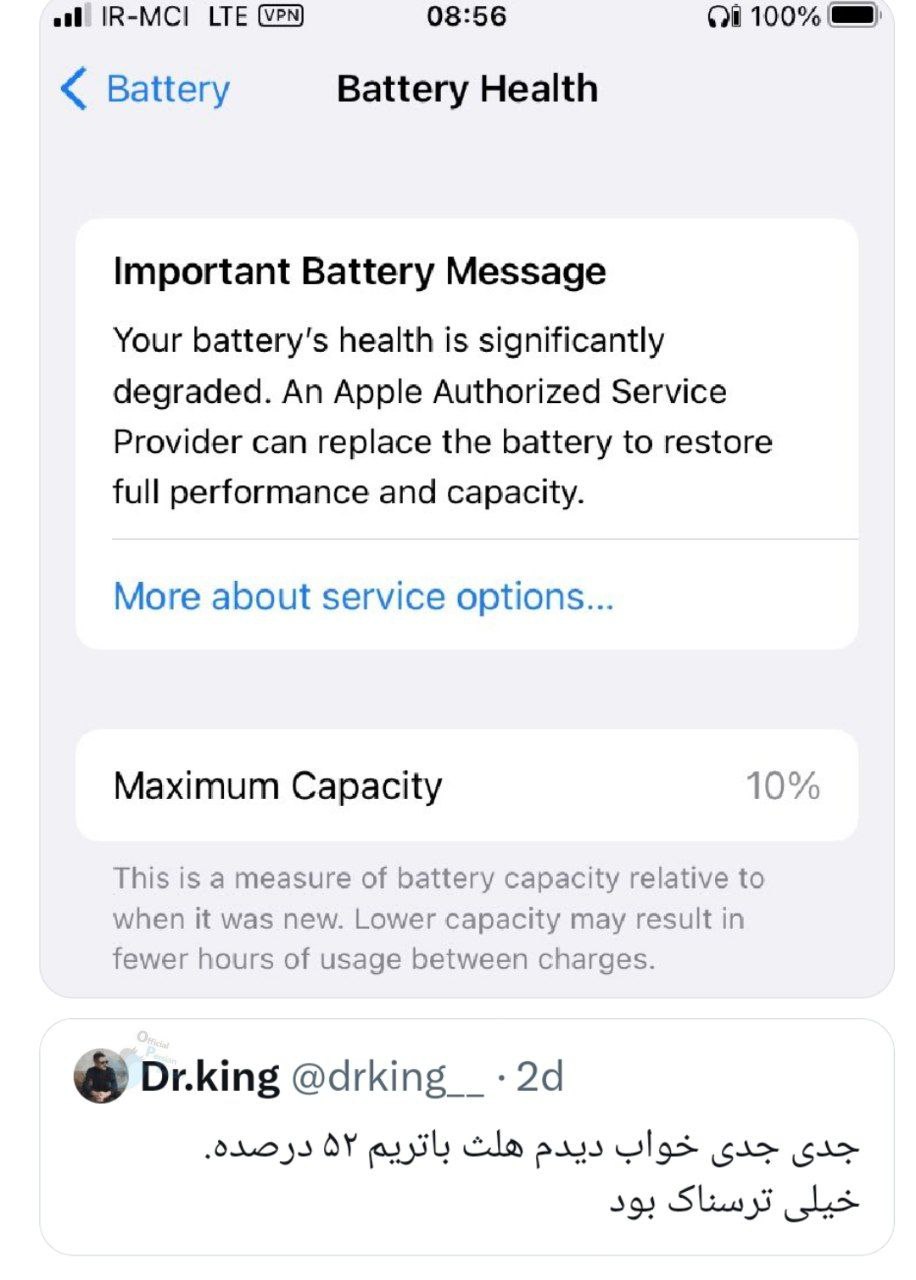 IR-MCI LTE VPN 08:56 100%
Battery Battery Health
Important Battery Message
Your battery's health is significantly
degraded. An Apple Authorized Service
Provider can replace the battery to restore
full performance and capacity.
More about service options...
Maximum Capacity 10%
This is a measure of battery capacity relative to
when it was new. Lower capacity may result in
fewer hours of usage between charges.
Official
Persian
Dr.king @drking__ · 2d
جدی جدی خواب دیدم هلث باتریم ۵۲ درصده.
خیلی ترسناک بود